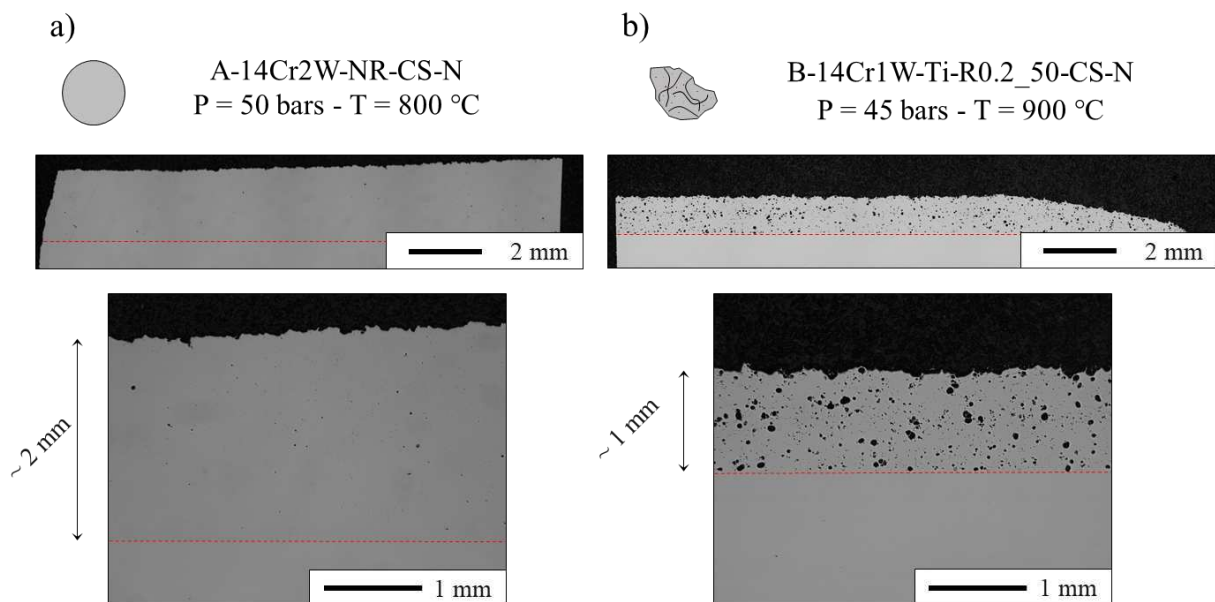 a)
A-14Cr2W-NR-CS-N
P = 50 bars - T = 800 °C
2 mm
~ 2 mm
1 mm
b)
B-14Cr1W-Ti-R0.2_50-CS-N
P = 45 bars - T = 900 °C
2 mm
~ 1 mm
1 mm